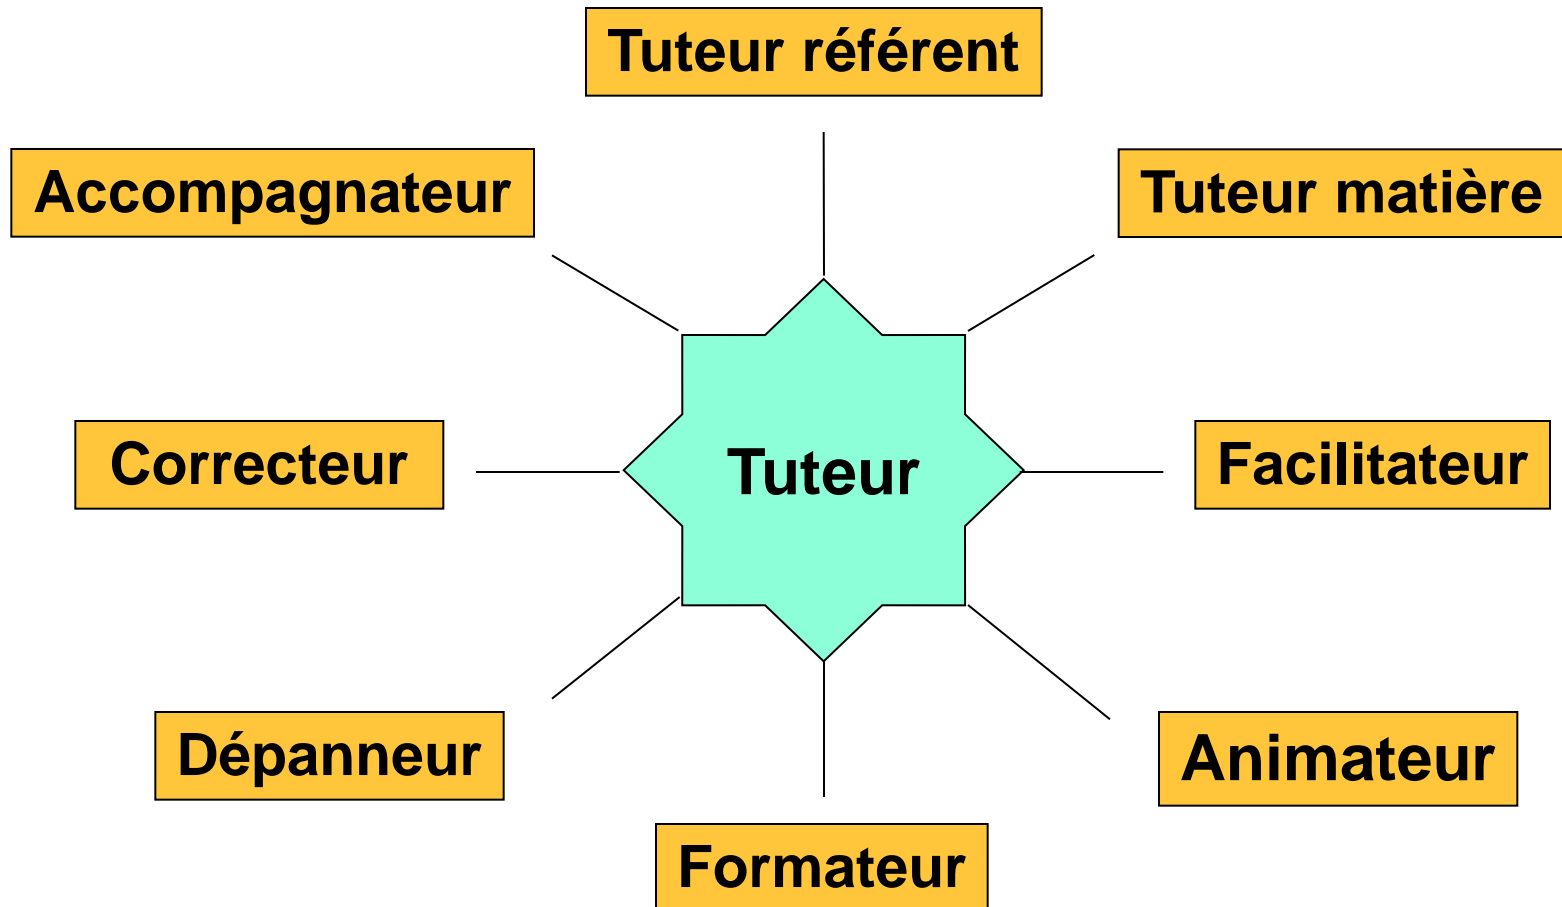 Tuteur référent
Accompagnateur
Tuteur matière
Correcteur
Tuteur
Facilitateur
Dépanneur
Animateur
Formateur